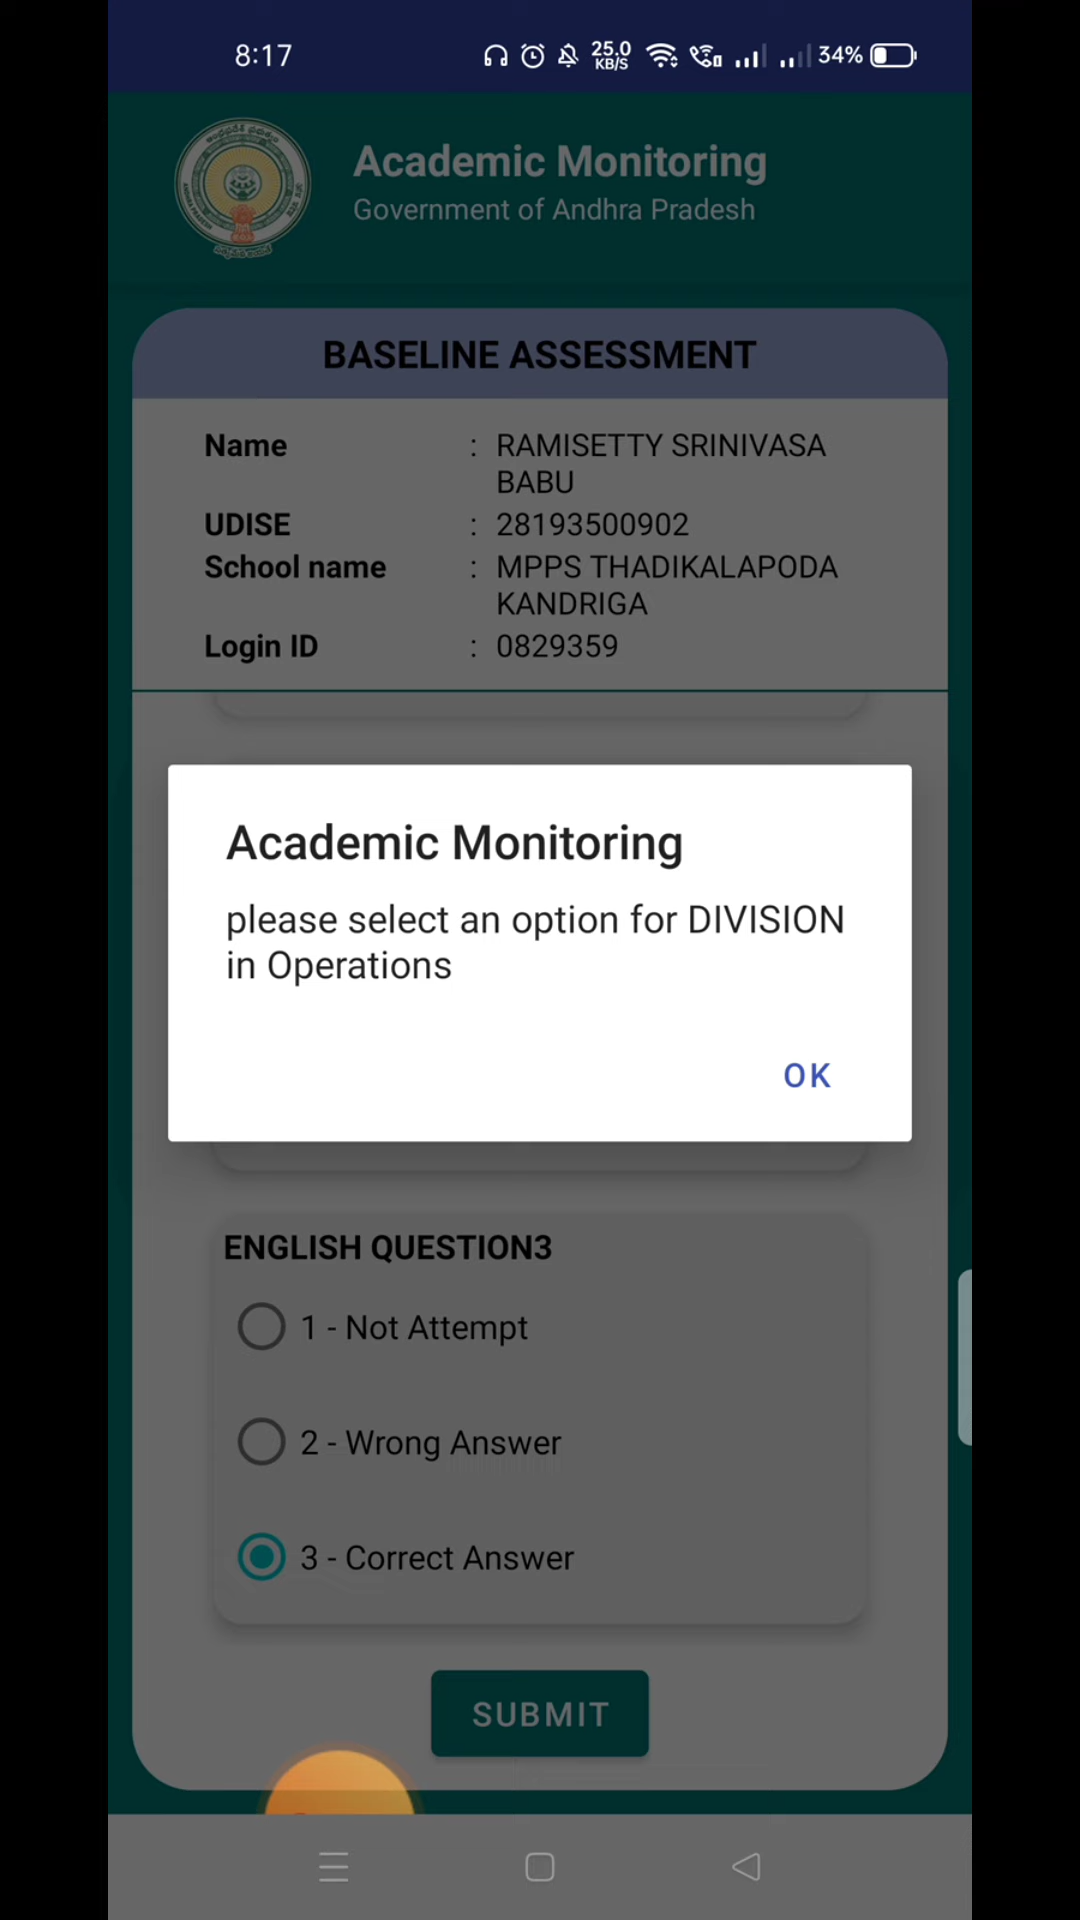 8:17
25.0
KB/S
34%
Academic Monitoring
Government of Andhra Pradesh
BASELINE ASSESSMENT
Name : RAMISETTY SRINIVASA
BABU
UDISE : 28193500902
School name : MPPS THADIKALAPODA
KANDRIGA
Login ID : 0829359
Academic Monitoring
please select an option for DIVISION
in Operations
OK
ENGLISH QUESTION3
1 - Not Attempt
2 - Wrong Answer
3 - Correct Answer
SUBMIT